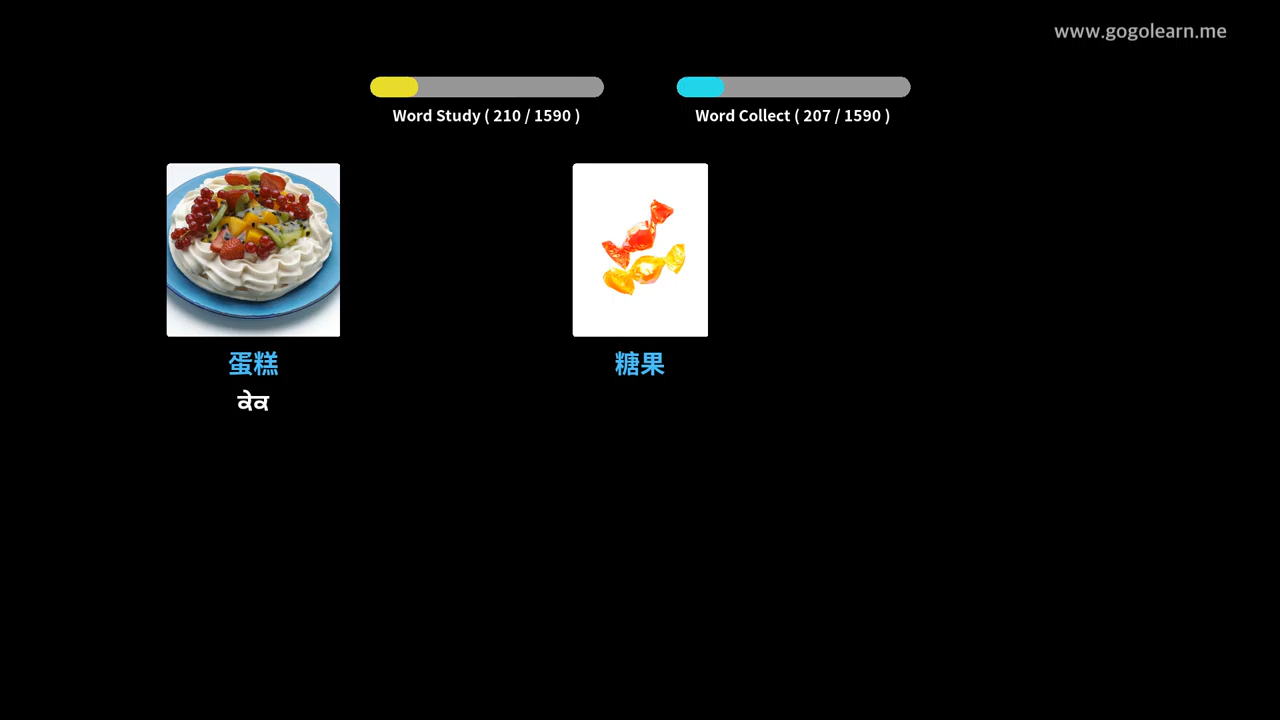 www.gogolearn.me
Word Study ( 210 / 1590 )
Word Collect ( 207 / 1590 )
蛋糕
ਕੇਕ
糖果